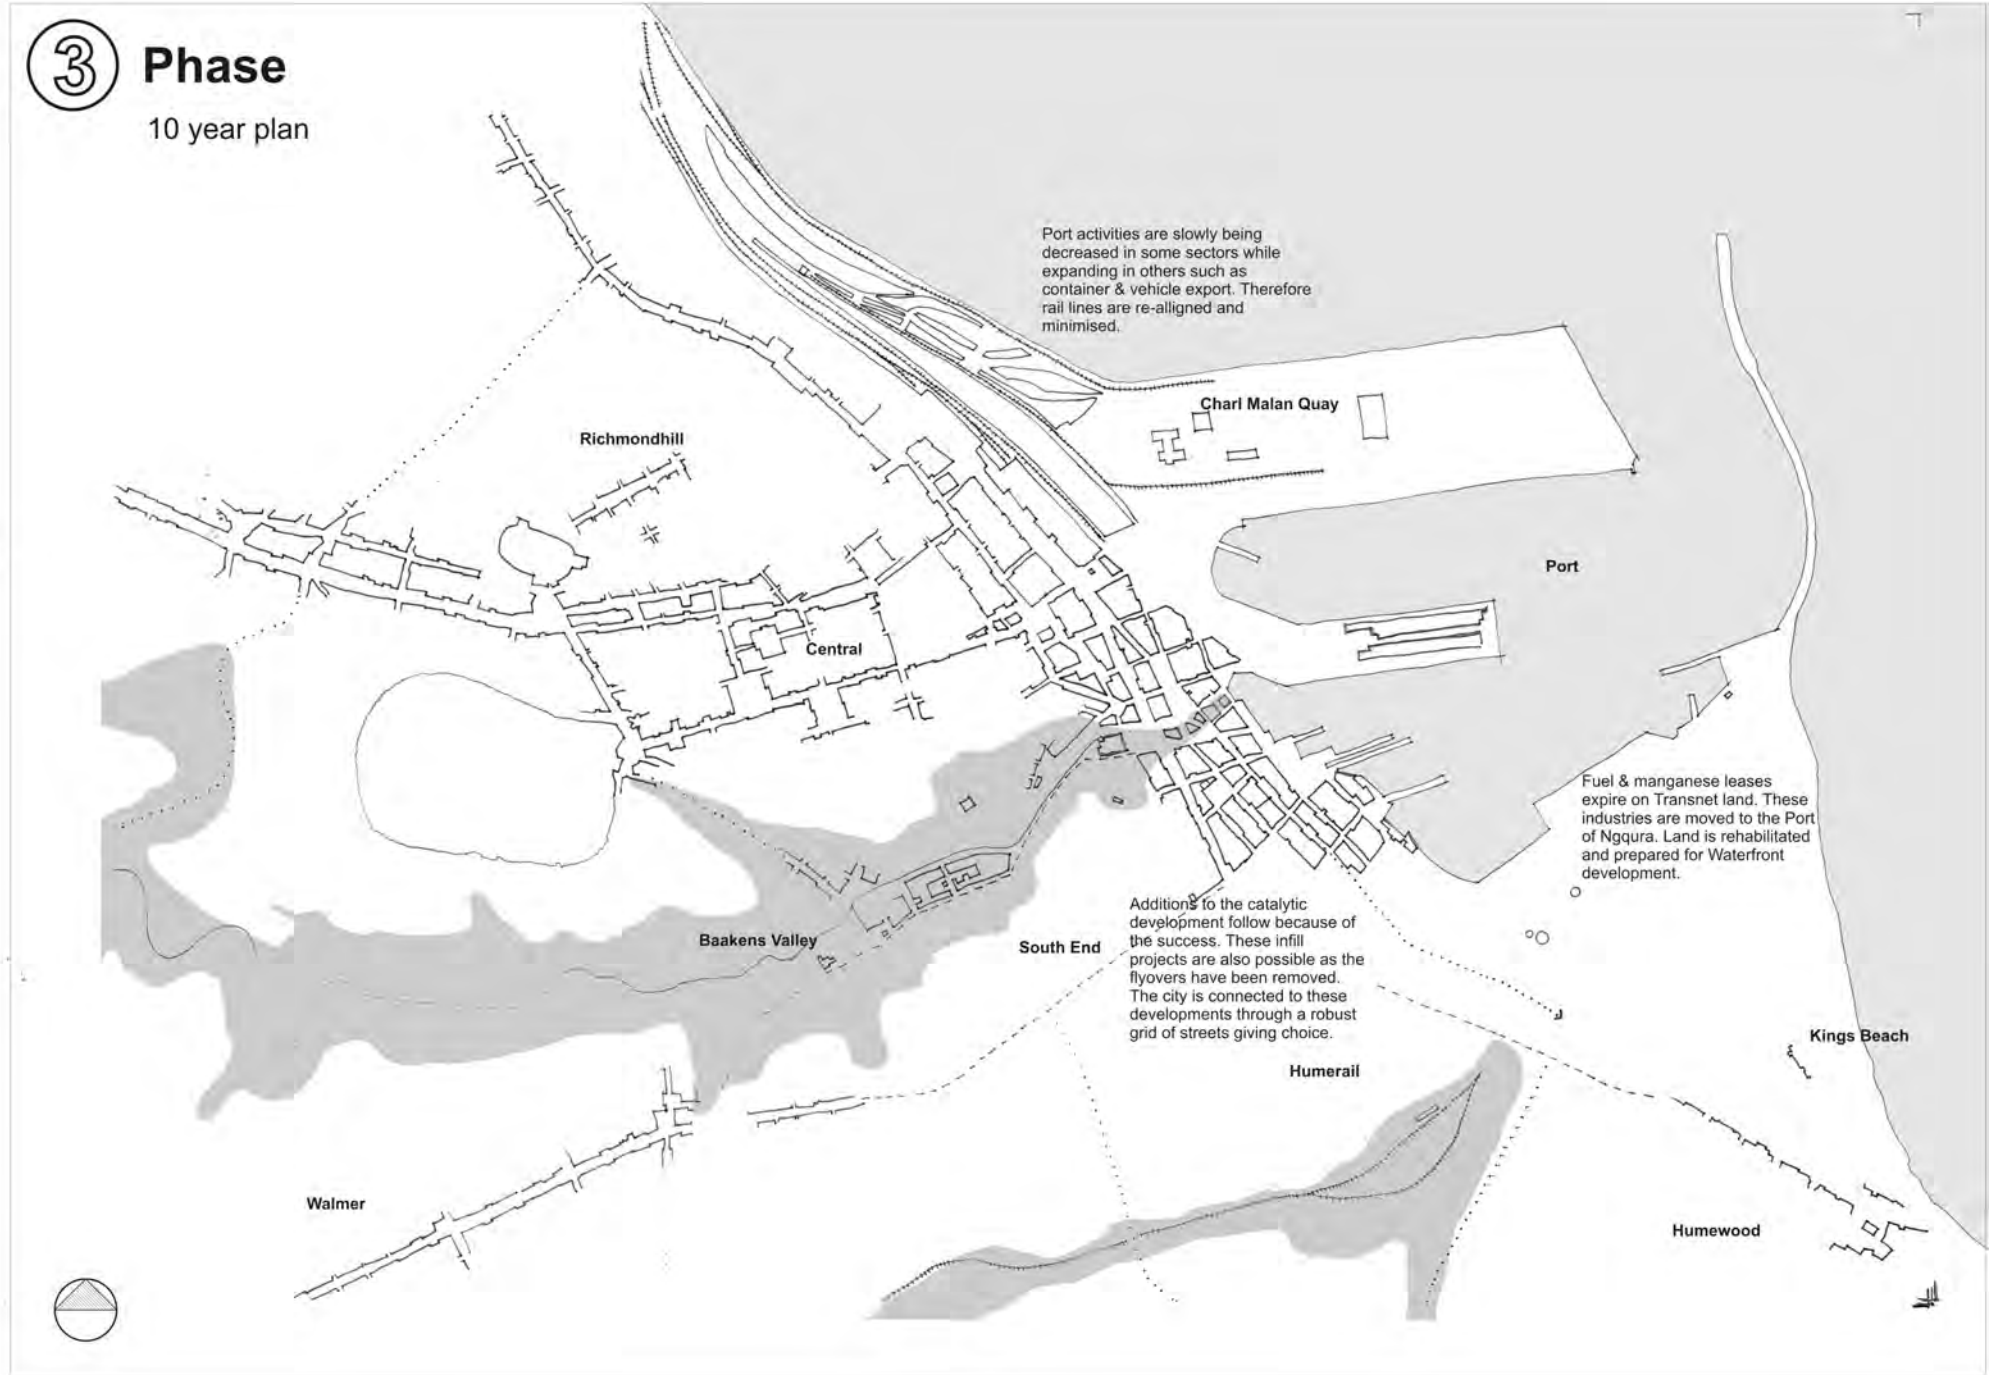 3 Phase
10 year plan
Port activities are slowly being
decreased in some sectors while
expanding in others such as
container & vehicle export. Therefore
rail lines are re-alligned and
minimised.
Charl Malan Quay
Richmondhill
Port
Central
Fuel & manganese leases
expire on Transnet land. These
industries are moved to the Port
of Ngqura. Land is rehabilitated
and prepared for Waterfront
development.
Additions to the catalytic
development follow because of
the success. These infill
projects are also possible as the
flyovers have been removed.
The city is connected to these
developments through a robust
grid of streets giving choice.
Baakens Valley
South End
Kings Beach
Humerail
Walmer
Humewood